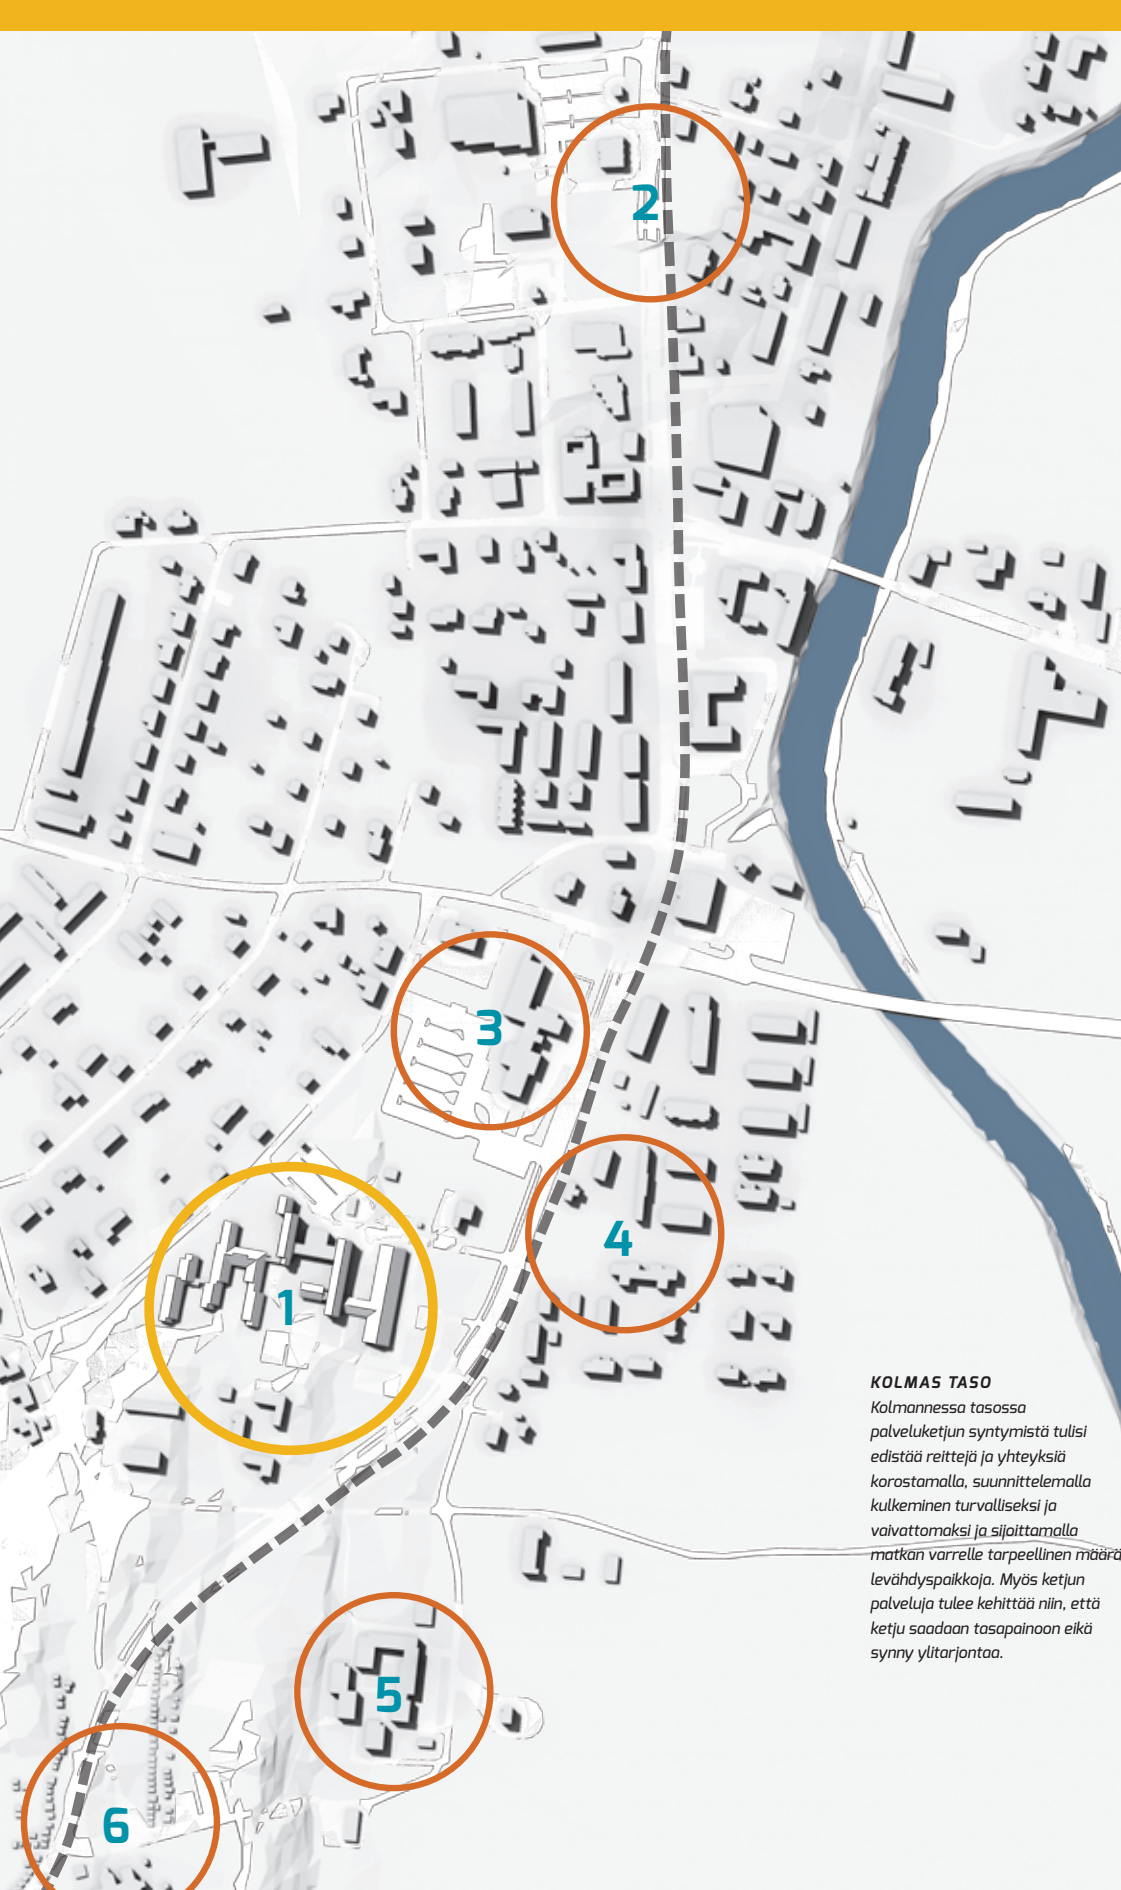 2
3
4
1
KOLMAS TASO
Kolmannessa tasossa
palveluketjun syntymistä tulisi
edistää reittejä ja yhteyksiä
korostamalla, suunnittelemalla
kulkeminen turvalliseksi ja
vaivattomaksi ja sijoittamalla
matkan varrelle tarpeellinen määrä
levähdyspaikkoja. Myös ketjun
palveluja tulee kehittää niin, että
ketju saadaan tasapainoon eikä
synny ylitarjontaa.
5
6